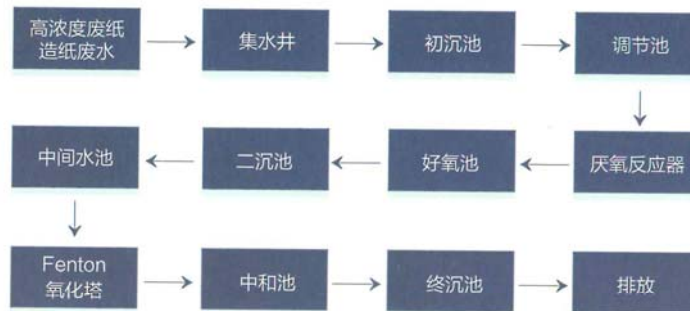 高浓度废纸
造纸废水
集水井
初沉池
调节池
中间水池
二沉池
好氧池
厌氧反应器
Fenton
氧化塔
中和池
终沉池
排放